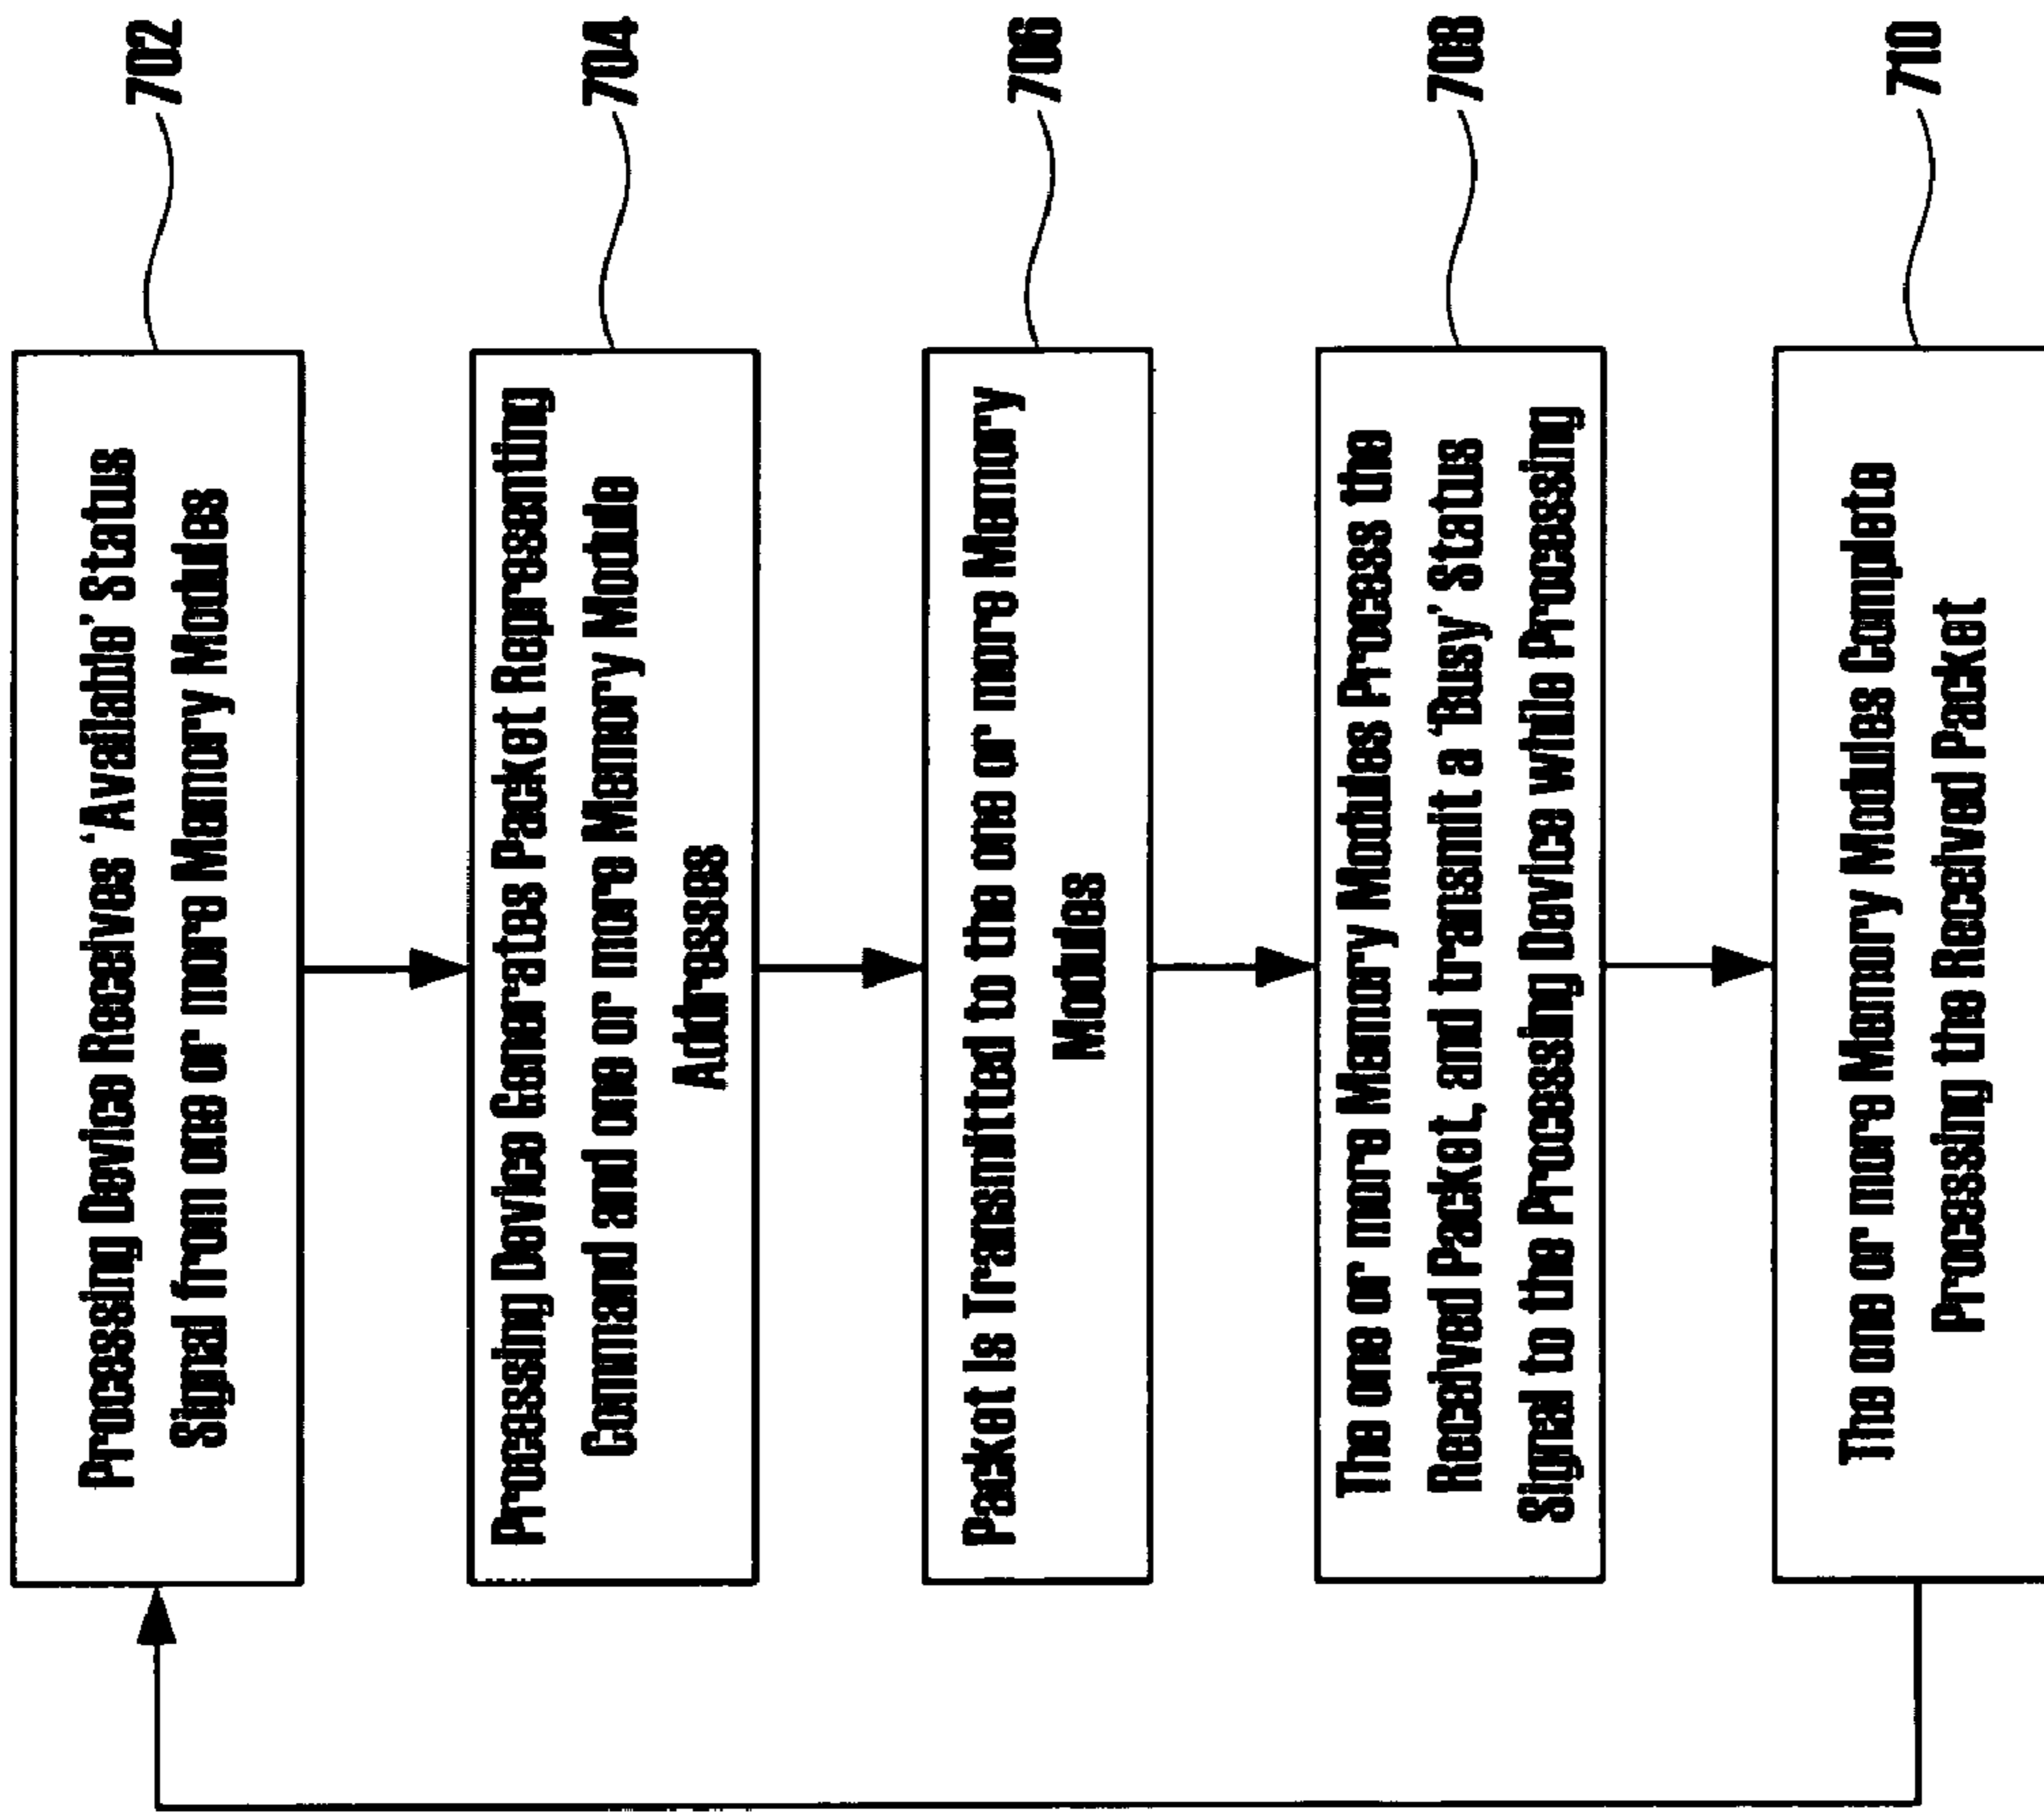 Processing Device Receives 'Available' Status
Signal from one or more Memory Modules
702
Processing Device Generates Packet Representing
Command and one or more Memory Module
Addresses
704
Packet Is Transmitted to the one or more Memory
Modules
706
The one or more Memory Modules Process the
Received Packet, and transmit a 'Busy' Status
Signal to the Processing Device while Processing
708
The one or more Memory Modules Complete
Processing the Received Packet
710